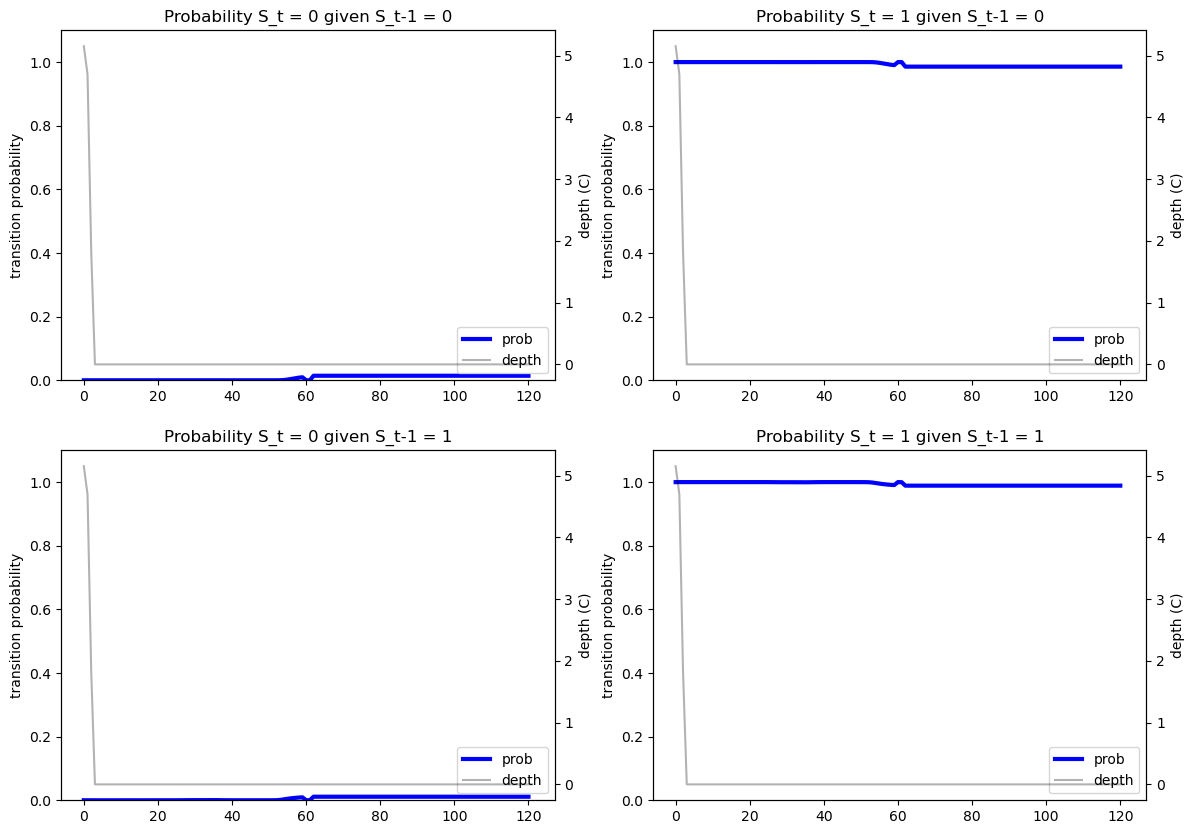 Probability S_t = 0 given S_t-1 = 0
1.0
0.8
0.6
0.4
0.2
0.0
transition probability
5
4
3
2
1
0
depth (C)
prob
depth
0 20 40 60 80 100 120
Probability S_t = 1 given S_t-1 = 0
1.0
0.8
0.6
0.4
0.2
0.0
transition probability
5
4
3
2
1
0
depth (C)
prob
depth
0 20 40 60 80 100 120
Probability S_t = 0 given S_t-1 = 1
1.0
0.8
0.6
0.4
0.2
0.0
transition probability
5
4
3
2
1
0
depth (C)
prob
depth
0 20 40 60 80 100 120
Probability S_t = 1 given S_t-1 = 1
1.0
0.8
0.6
0.4
0.2
0.0
transition probability
5
4
3
2
1
0
depth (C)
prob
depth
0 20 40 60 80 100 120